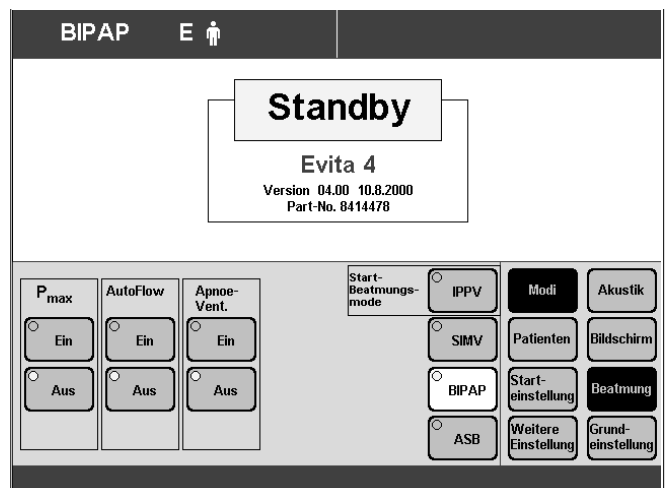 BIPAP E
Standby
Evita 4
Version 04.00 10.8.2000
Part-No. 8414478
Pmax
Ein
Aus
AutoFlow
Ein
Aus
Apnoe-
Vent.
Ein
Aus
Start-
Beatmungs-
mode
IPPV
SIMV
BIPAP
ASB
Modi
Akustik
Patienten
Bildschirm
Start-
einstellung
Beatmung
Weitere
Einstellung
Grund-
einstellung